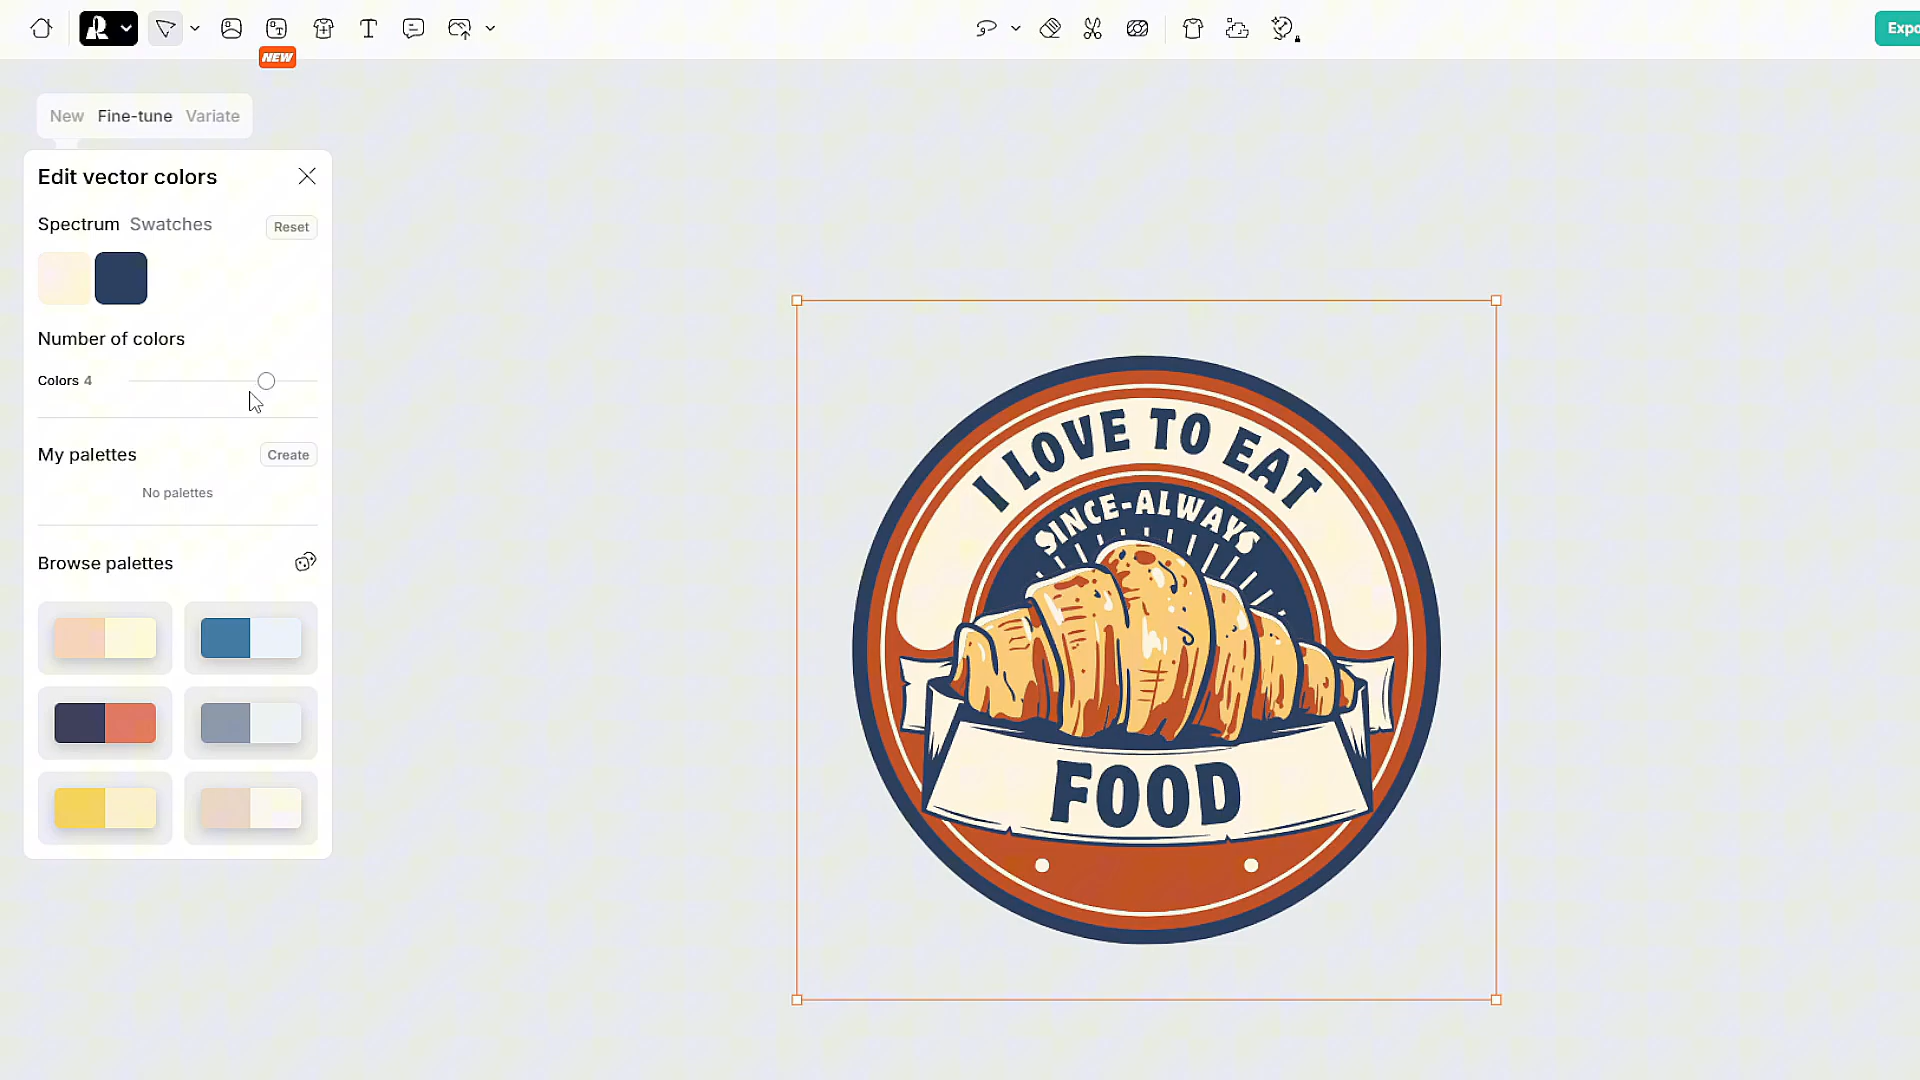 NEW
Expo
New Fine-tune Variate
Edit vector colors
Spectrum Swatches Reset
Number of colors
Colors 4
My palettes Create
No palettes
Browse palettes
I LOVE TO EAT
SINCE-ALWAYS
FOOD